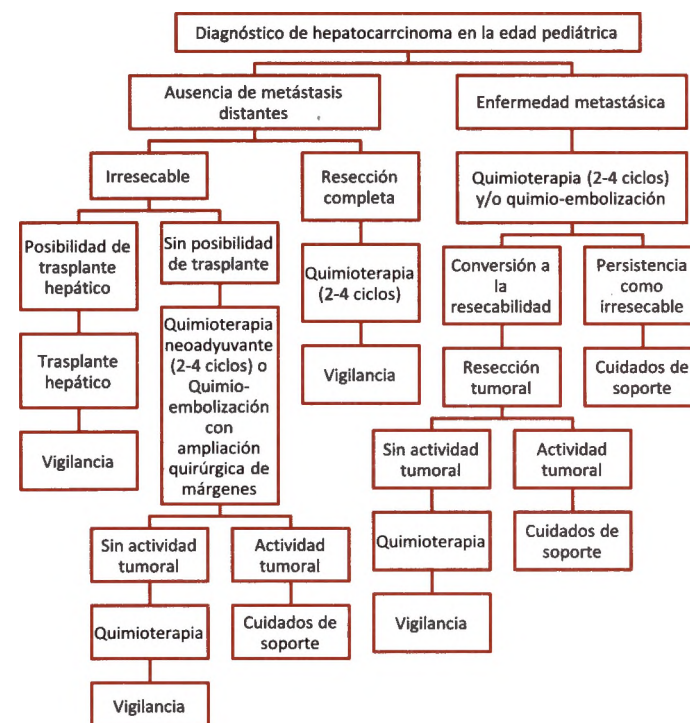 Diagnóstico de hepatocarrcinoma en la edad pediátrica
Ausencia de metástasis
distantes
Enfermedad metastásica
Irresecable
Resección
completa
Quimioterapia (2-4 ciclos)
y/o quimio-embolización
Posibilidad de
trasplante
hepático
Sin posibilidad
de trasplante
Quimioterapia
(2-4 ciclos)
Conversión a
la
resecabilidad
Persistencia
como
irresecable
Trasplante
hepático
Quimioterapia
neoadyuvante
(2-4 ciclos) o
Quimio-
embolización
con
ampliación
quirúrgica de
márgenes
Vigilancia
Resección
tumoral
Cuidados de
soporte
Vigilancia
Sin actividad
tumoral
Actividad
tumoral
Sin actividad
tumoral
Actividad
tumoral
Quimioterapia
Cuidados de
soporte
Quimioterapia
Cuidados de
soporte
Vigilancia
Vigilancia